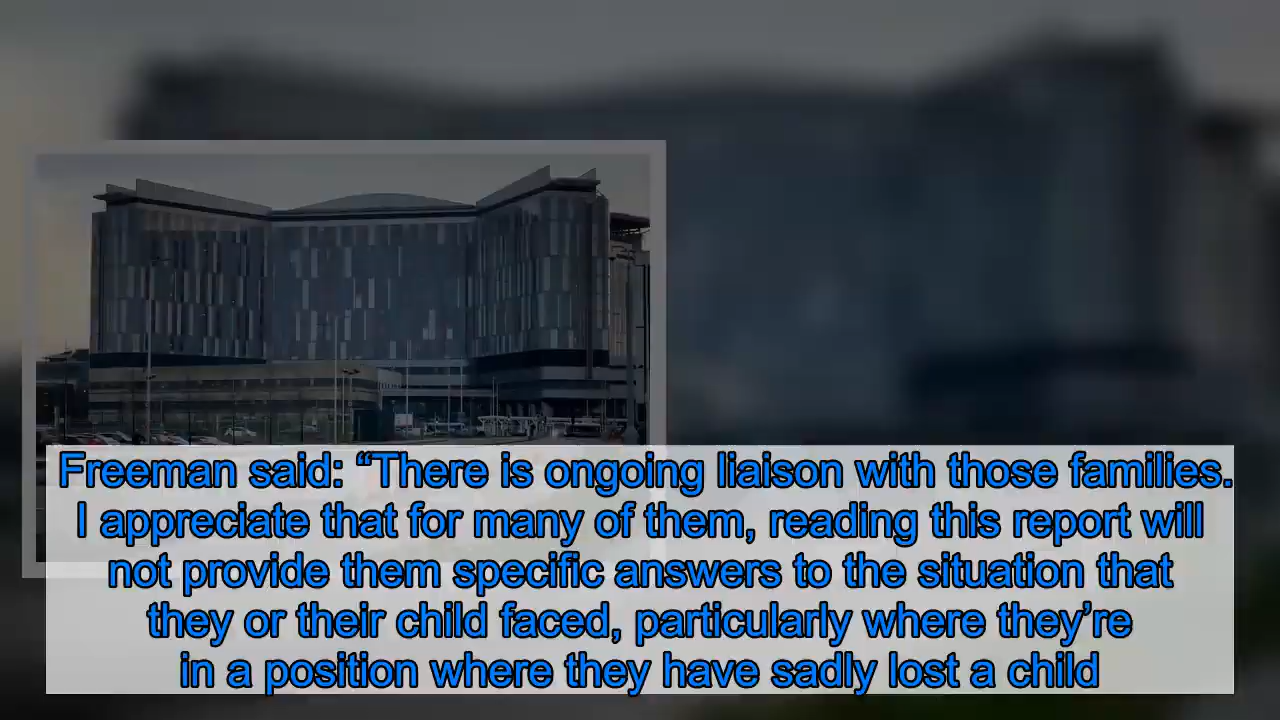 Freeman said: “There is ongoing liaison with those families.
I appreciate that for many of them, reading this report will
not provide them specific answers to the situation that
they or their child faced, particularly where they’re
in a position where they have sadly lost a child